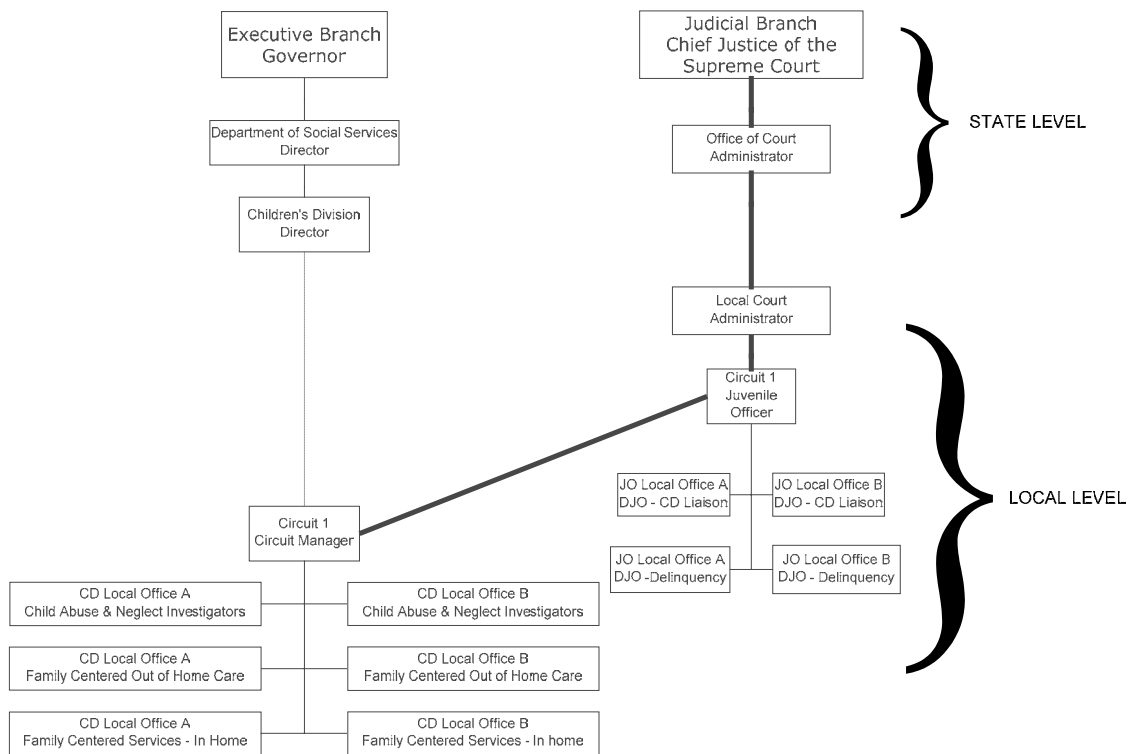 Executive Branch
Governor
Judicial Branch
Chief Justice of the
Supreme Court
STATE LEVEL
Department of Social Services
Director
Office of Court
Administrator
Children's Division
Director
Local Court
Administrator
Circuit 1
Juvenile
Officer
LOCAL LEVEL
JO Local Office A
DJO - CD Liaison
JO Local Office B
DJO - CD Liaison
Circuit 1
Circuit Manager
JO Local Office A
DJO -Delinquency
JO Local Office B
DJO - Delinquency
CD Local Office A
Child Abuse & Neglect Investigators
CD Local Office B
Child Abuse & Neglect Investigators
CD Local Office A
Family Centered Out of Home Care
CD Local Office B
Family Centered Out of Home Care
CD Local Office A
Family Centered Services - In Home
CD Local Office B
Family Centered Services - In home